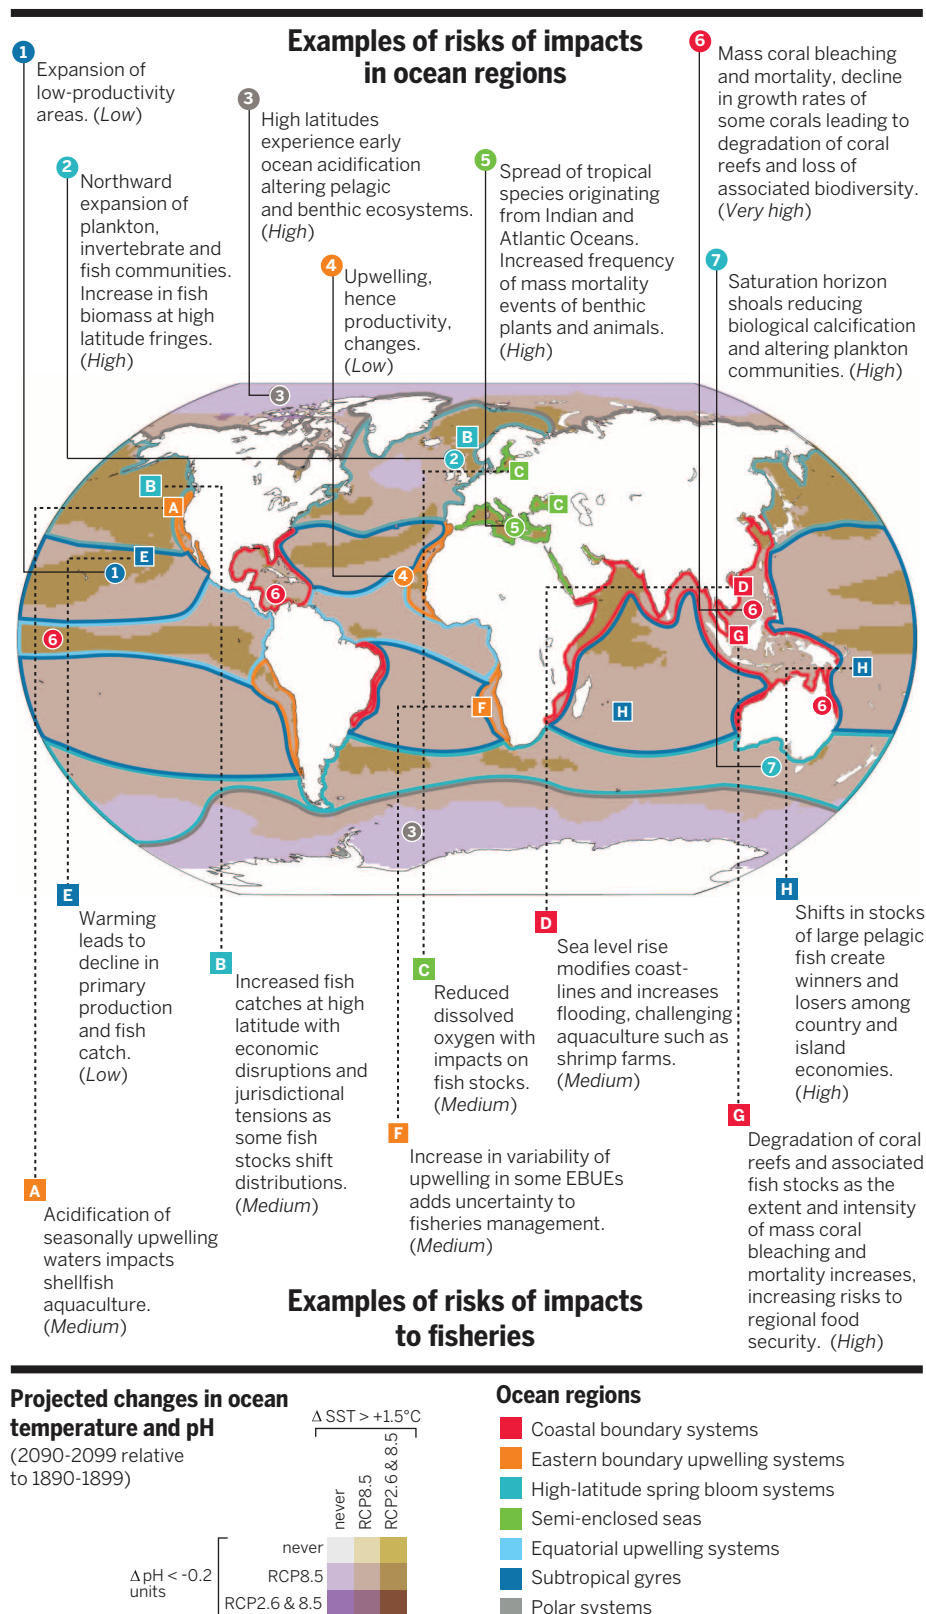 Examples of risks of impacts
in ocean regions
1
Expansion of
low-productivity
areas. (Low)
2
Northward
expansion of
plankton,
invertebrate and
fish communities.
Increase in fish
biomass at high
latitude fringes.
(High)
3
High latitudes
experience early
ocean acidification
altering pelagic
and benthic ecosystems.
(High)
4
Upwelling,
hence
productivity,
changes.
(Low)
5
Spread of tropical
species originating
from Indian and
Atlantic Oceans.
Increased frequency
of mass mortality
events of benthic
plants and animals.
(High)
6
Mass coral bleaching
and mortality, decline
in growth rates of
some corals leading to
degradation of coral
reefs and loss of
associated biodiversity.
(Very high)
7
Saturation horizon
shoals reducing
biological calcification
and altering plankton
communities. (High)
3
B
2
C
B
A
C
5
E
1
4
D
6
6
6
G
H
F
H
6
7
3
E
Warming
leads to
decline in
primary
production
and fish
catch.
(Low)
B
Increased fish
catches at high
latitude with
economic
disruptions and
jurisdictional
tensions as
some fish
stocks shift
distributions.
(Medium)
C
Reduced
dissolved
oxygen with
impacts on
fish stocks.
(Medium)
D
Sea level rise
modifies coast-
lines and increases
flooding, challenging
aquaculture such as
shrimp farms.
(Medium)
H
Shifts in stocks
of large pelagic
fish create
winners and
losers among
country and
island
economies.
(High)
A
Acidification of
seasonally upwelling
waters impacts
shellfish
aquaculture.
(Medium)
F
Increase in variability of
upwelling in some EBUEs
adds uncertainty to
fisheries management.
(Medium)
G
Degradation of coral
reefs and associated
fish stocks as the
extent and intensity
of mass coral
bleaching and
mortality increases,
increasing risks to
regional food
security. (High)
Examples of risks of impacts
to fisheries
Projected changes in ocean
temperature and pH
(2090-2099 relative
to 1890-1899)
Δ SST > +1.5°C
never
RCP8.5
RCP2.6 & 8.5
Δ pH < -0.2
units
never
RCP8.5
RCP2.6 & 8.5
Ocean regions
Coastal boundary systems
Eastern boundary upwelling systems
High-latitude spring bloom systems
Semi-enclosed seas
Equatorial upwelling systems
Subtropical gyres
Polar systems